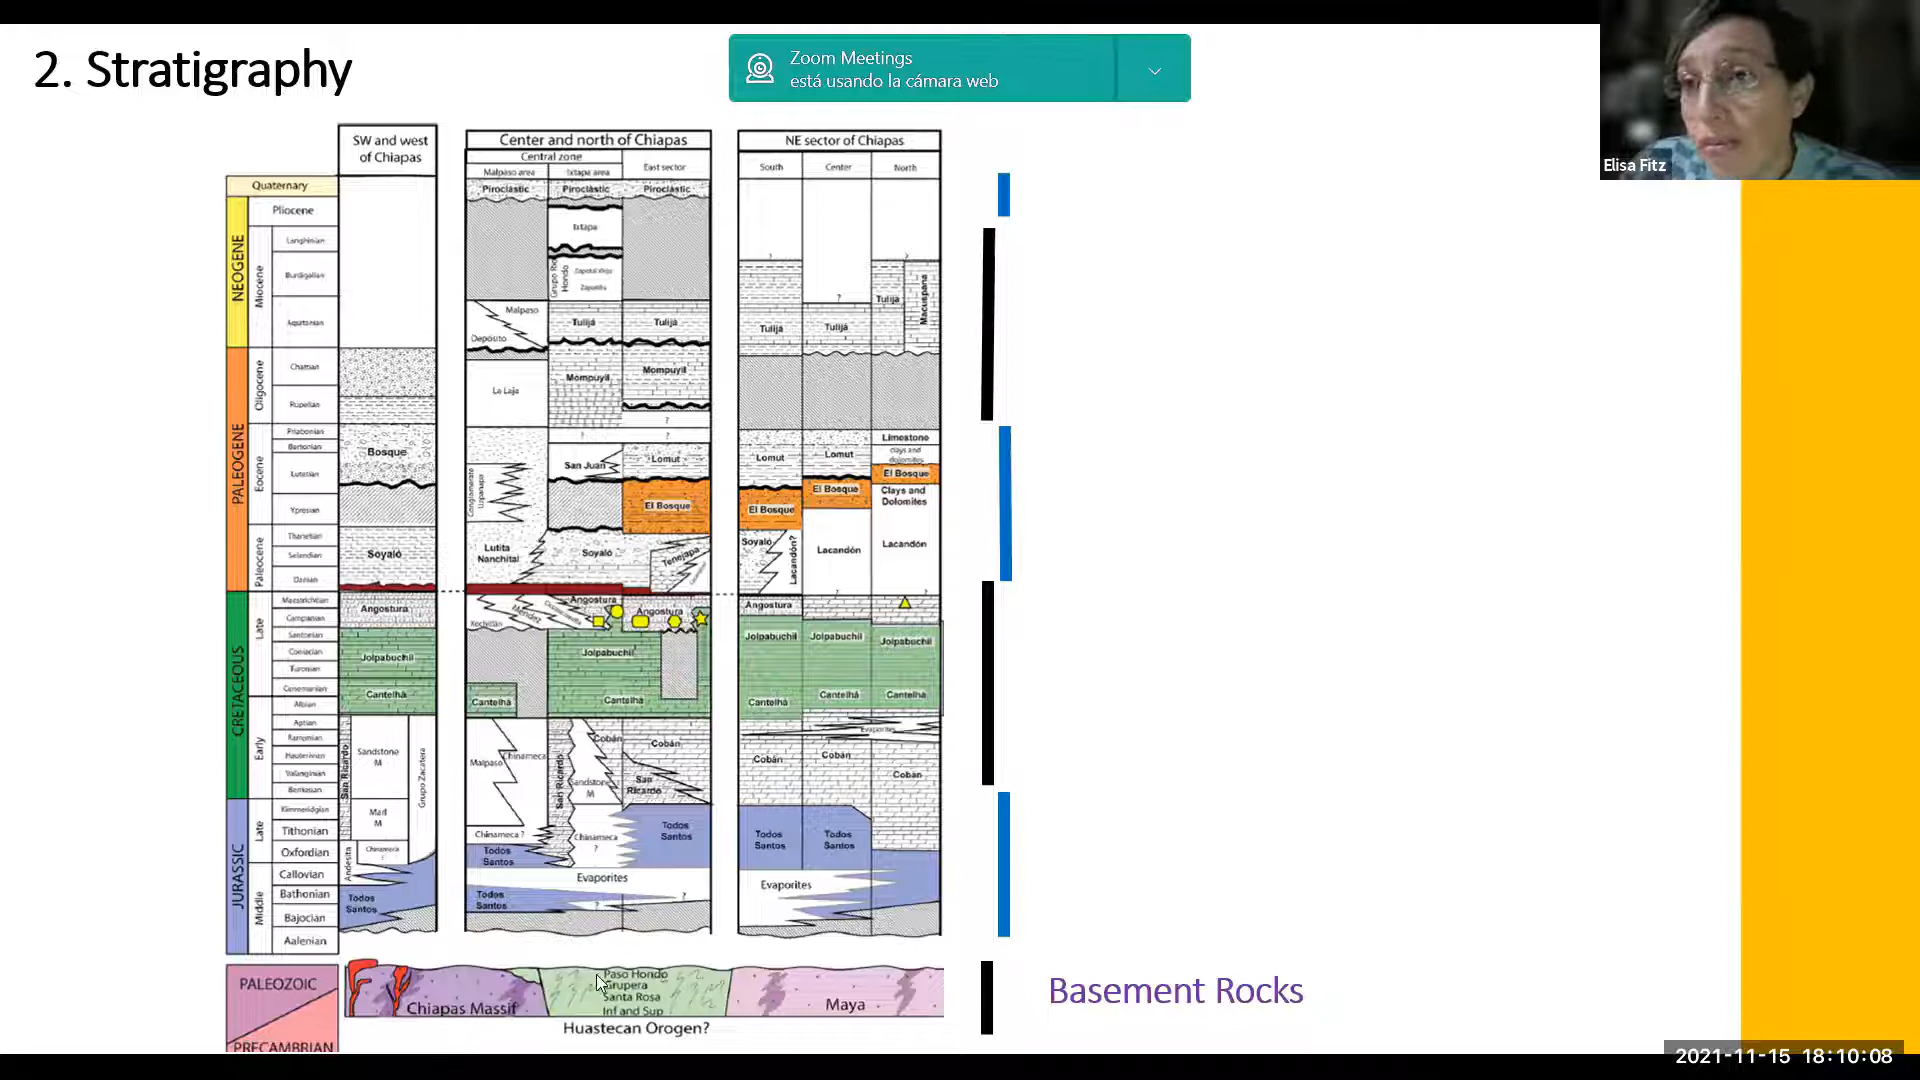 2. Stratigraphy
Zoom Meetings
está usando la cámara web
Elisa Fitz
SW and west
of Chiapas
Center and north of Chiapas
Central zone
Malpaso area
Ixtapa area
East sector
NE sector of Chiapas
South
Center
North
Quaternary
NEOGENE
Pliocene
Miocene
Langhinian
Burdigalian
Aquitanian
PALEOGENE
Oligocene
Chattian
Rupelian
Eocene
Priabonian
Bartonian
Lutetian
Ypresian
Paleocene
Thanetian
Selandian
Danian
CRETACEOUS
Late
Maastrichtian
Campanian
Santonian
Coniacian
Turonian
Cenomanian
Early
Albian
Aptian
Barremian
Hauterivian
Valanginian
Berriasian
JURASSIC
Late
Kimmeridgian
Tithonian
Oxfordian
Middle
Callovian
Bathonian
Bajocian
Aalenian
Bosque
Soyaló
Angostura
Jolpabuchil
Cantelhá
San Ricardo
Sandstone
M
Marl
M
Grupo Zacatera
Andesita
Chinameca
Todos
Santos
Piroclástic
Piroclástic
Piroclástic
Ixtapa
Grupo Río
Hondo
Zapotal Viejo
Malpaso
Depósito
Tulijá
Tulijá
La Laja
Mompuyil
Mompuyil
?
?
?
Conglomerate
Uzpanapa
San Juan
Lomut
El Bosque
Lutita
Nanchital
Soyaló
Tenejapa
Xochitlán
Méndez
Angostura
Angostura
Jolpabuchil
Cantelhá
Cantelhá
Malpaso
Chinameca
San Ricardo
Cobán
Sandstone
M
Cobán
San
Ricardo
Chinameca ?
Chinameca
?
Todos
Santos
Todos
Santos
Evaporites
Todos
Santos
?
?
?
?
?
Tulijá
Tulijá
Tulijá
Macuspana
Lomut
Lomut
Limestone
clays and
dolomites
El Bosque
El Bosque
El Bosque
Clays and
Dolomites
Soyaló
Lacandón?
Lacandón
Lacandón
?
?
Angostura
Jolpabuchil
Jolpabuchil
Jolpabuchil
Cantelhá
Cantelhá
Cantelhá
Evaporites
Cobán
Cobán
Cobán
Todos
Santos
Todos
Santos
Evaporites
PALEOZOIC
PRECAMBRIAN
Chiapas Massif
Paso Hondo
Grupera
Santa Rosa
Inf and Sup
Maya
Huastecan Orogen?
Basement Rocks
2021-11-15 18:10:08